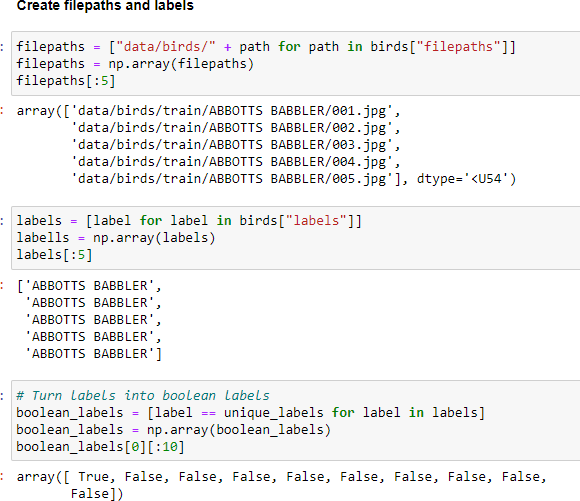 Create filepaths and labels
: filepaths = ["data/birds/" + path for path in birds["filepaths"]]
filepaths = np.array(filepaths)
filepaths[:5]
: array(['data/birds/train/ABBOTTS BABBLER/001.jpg',
'data/birds/train/ABBOTTS BABBLER/002.jpg',
'data/birds/train/ABBOTTS BABBLER/003.jpg',
'data/birds/train/ABBOTTS BABBLER/004.jpg',
'data/birds/train/ABBOTTS BABBLER/005.jpg'], dtype='<U54')
: labels = [label for label in birds["labels"]]
labells = np.array(labels)
labels[:5]
: ['ABBOTTS BABBLER',
'ABBOTTS BABBLER',
'ABBOTTS BABBLER',
'ABBOTTS BABBLER',
'ABBOTTS BABBLER']
: # Turn labels into boolean labels
boolean_labels = [label == unique_labels for label in labels]
boolean_labels = np.array(boolean_labels)
boolean_labels[0][:10]
: array([ True, False, False, False, False, False, False, False, False,
False])